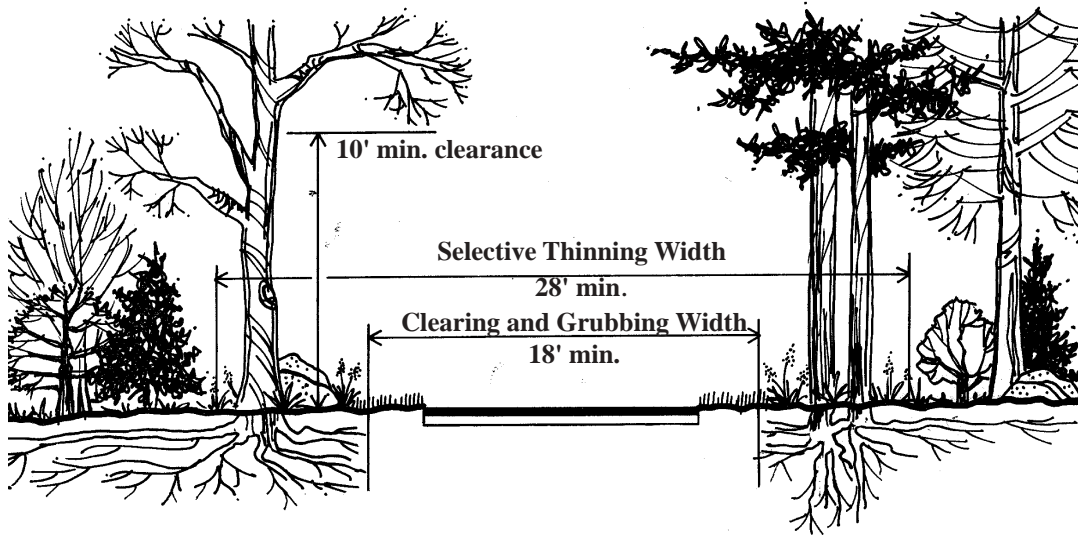 10' min. clearance
Selective Thinning Width
28' min.
Clearing and Grubbing Width
18' min.